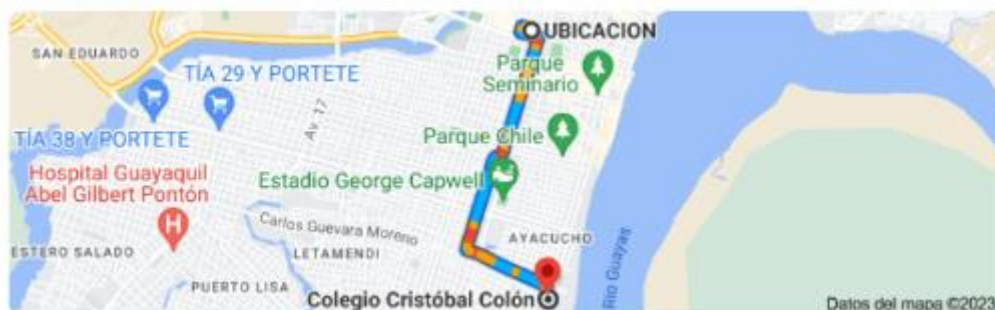 UBICACION
SAN EDUARDO
Parque
Seminario
TÍA 29 Y PORTETE
Av. 17
TÍA 38 Y PORTETE
Parque Chile
Hospital Guayaquil
Abel Gilbert Pontón
Estadio George Capwell
Carlos Guevara Moreno
AYACUCHO
ESTERO SALADO
LETAMENDI
PUERTO LISA
Río Guayas
Colegio Cristóbal Colón
Datos del mapa ©2023